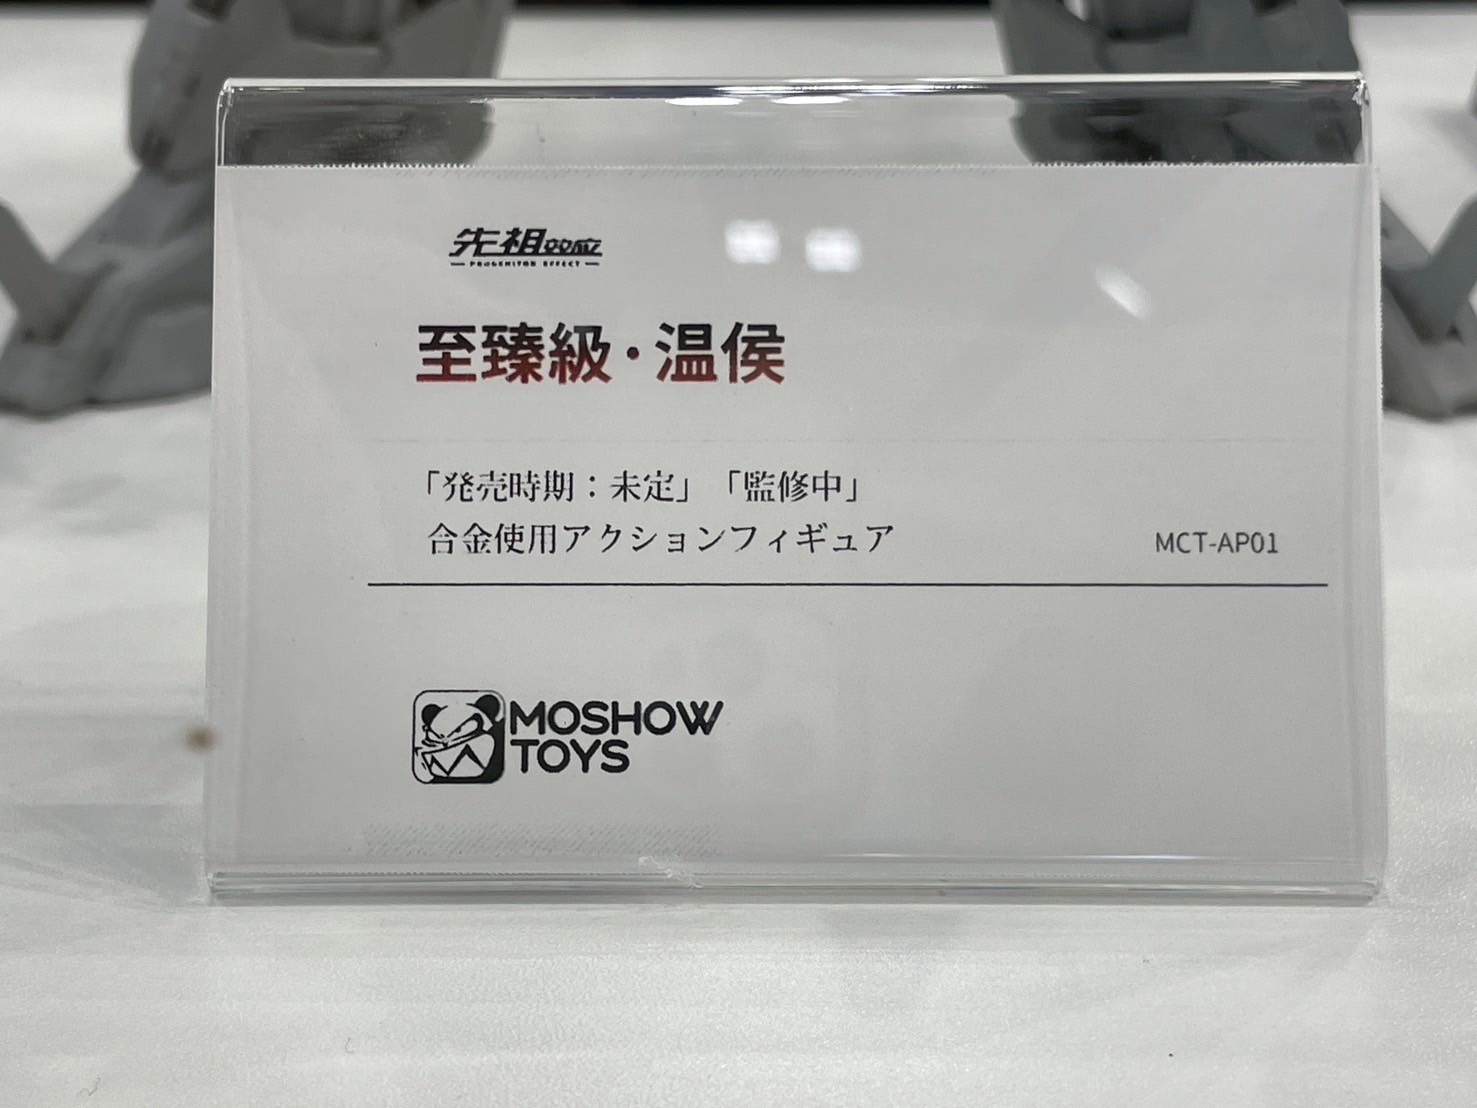 先祖效应
PROGENITOR EFFECT
至臻級·温侯
「発売時期：未定」「監修中」
合金使用アクションフィギュア
MCT-AP01
MOSHOW
TOYS